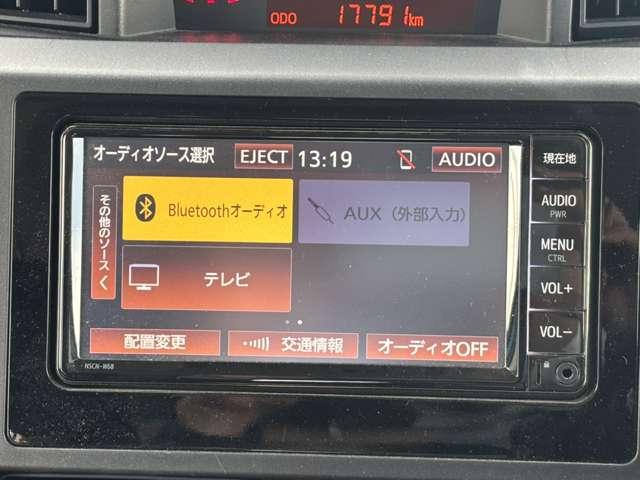 ODO 17791km
オーディオソース選択 EJECT 13:19 AUDIO 現在地
その他のソース く
Bluetoothオーディオ
AUX (外部入力)
AUDIO
PWR
MENU
CTRL
テレビ
VOL+
VOL-
配置変更 交通情報 オーディオOFF
NSCN-W68